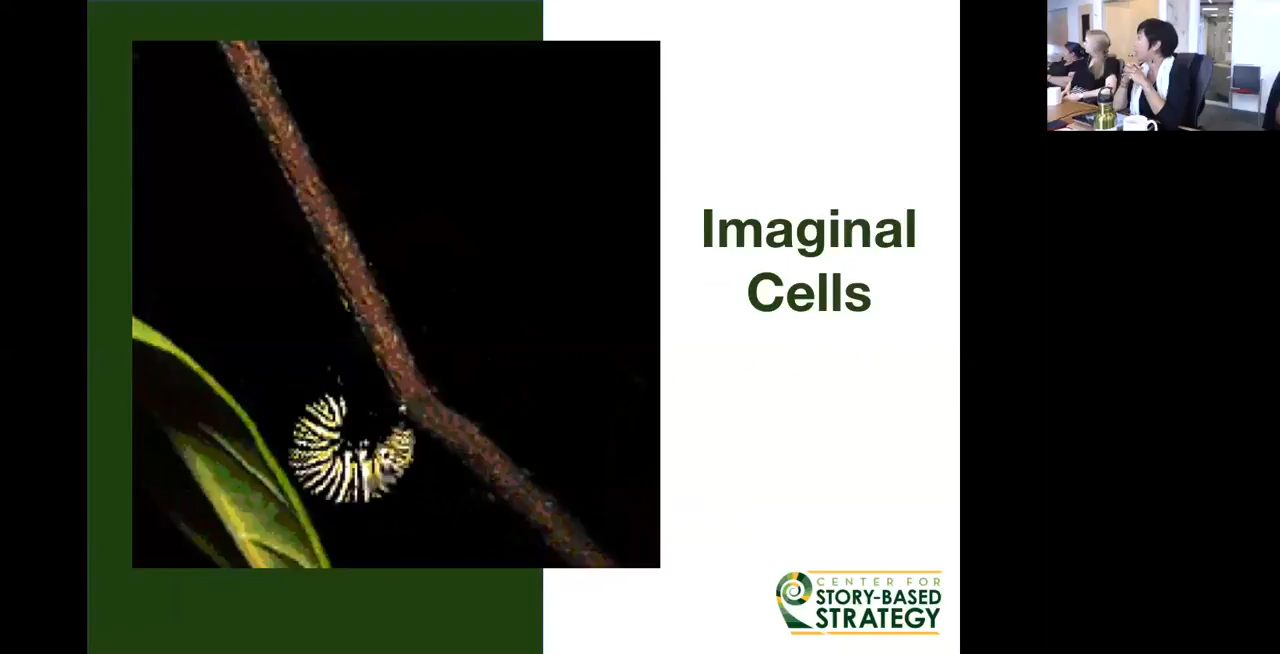 Imaginal
Cells
CENTER FOR
STORY-BASED
STRATEGY